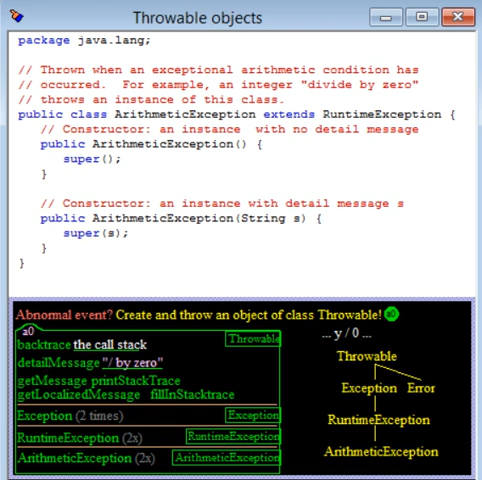 Throwable objects
package java.lang;
// Thrown when an exceptional arithmetic condition has
// occurred.  For example, an integer "divide by zero"
// throws an instance of this class.
public class ArithmeticException extends RuntimeException {
// Constructor: an instance  with no detail message
public ArithmeticException() {
super();
}
// Constructor: an instance with detail message s
public ArithmeticException(String s) {
super(s);
}
}
Abnormal event? Create and throw an object of class Throwable! a0
a0
Throwable
backtrace the call stack
detailMessage "/ by zero"
getMessage printStackTrace
getLocalizedMessage fillInStacktrace
Exception (2 times) Exception
RuntimeException (2x) RuntimeException
ArithmeticException (2x) ArithmeticException
... y / 0 ...
Throwable
Exception Error
RuntimeException
ArithmeticException